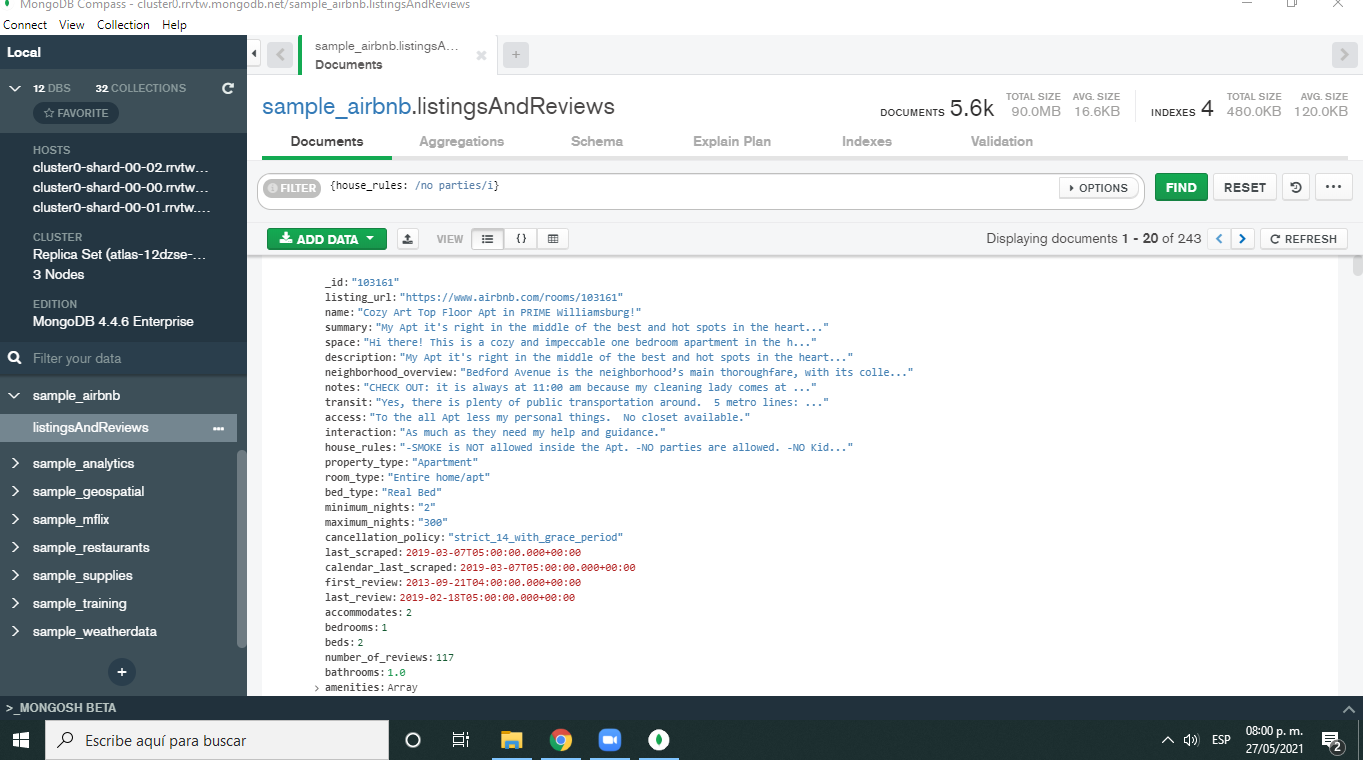 MongoDB Compass - cluster0.rrvtw.mongodb.net/sample_airbnb.listingsAndReviews
Connect View Collection Help
Local
12 DBS 32 COLLECTIONS
FAVORITE
HOSTS
cluster0-shard-00-02.rrvtw...
cluster0-shard-00-00.rrvtw...
cluster0-shard-00-01.rrvtw....
CLUSTER
Replica Set (atlas-12dzse-...
3 Nodes
EDITION
MongoDB 4.4.6 Enterprise
Filter your data
sample_airbnb
listingsAndReviews
sample_analytics
sample_geospatial
sample_mflix
sample_restaurants
sample_supplies
sample_training
sample_weatherdata
sample_airbnb.listingsA...
Documents
sample_airbnb.listingsAndReviews
DOCUMENTS 5.6k
TOTAL SIZE 90.0MB
AVG. SIZE 16.6KB
INDEXES 4
TOTAL SIZE 480.0KB
AVG. SIZE 120.0KB
Documents Aggregations Schema Explain Plan Indexes Validation
FILTER {house_rules: /no parties/i} OPTIONS FIND RESET
ADD DATA VIEW Displaying documents 1 - 20 of 243 REFRESH
_id: "103161"
listing_url: "https://www.airbnb.com/rooms/103161"
name: "Cozy Art Top Floor Apt in PRIME Williamsburg!"
summary: "My Apt it's right in the middle of the best and hot spots in the heart..."
space: "Hi there! This is a cozy and impeccable one bedroom apartment in the h..."
description: "My Apt it's right in the middle of the best and hot spots in the heart..."
neighborhood_overview: "Bedford Avenue is the neighborhood’s main thoroughfare, with its colle..."
notes: "CHECK OUT: it is always at 11:00 am because my cleaning lady comes at ..."
transit: "Yes, there is plenty of public transportation around.  5 metro lines: ..."
access: "To the all Apt less my personal things.  No closet available."
interaction: "As much as they need my help and guidance."
house_rules: "-SMOKE is NOT allowed inside the Apt. -NO parties are allowed. -NO Kid..."
property_type: "Apartment"
room_type: "Entire home/apt"
bed_type: "Real Bed"
minimum_nights: "2"
maximum_nights: "300"
cancellation_policy: "strict_14_with_grace_period"
last_scraped: 2019-03-07T05:00:00.000+00:00
calendar_last_scraped: 2019-03-07T05:00:00.000+00:00
first_review: 2013-09-21T04:00:00.000+00:00
last_review: 2019-02-18T05:00:00.000+00:00
accommodates: 2
bedrooms: 1
beds: 2
number_of_reviews: 117
bathrooms: 1.0
amenities: Array
>_MONGOSH BETA
Escribe aquí para buscar
ESP
08:00 p. m.
27/05/2021
2